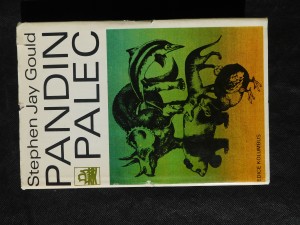 Stephen Jay Gould
PANDIN
PALEC
EDICE KOLUMBUS